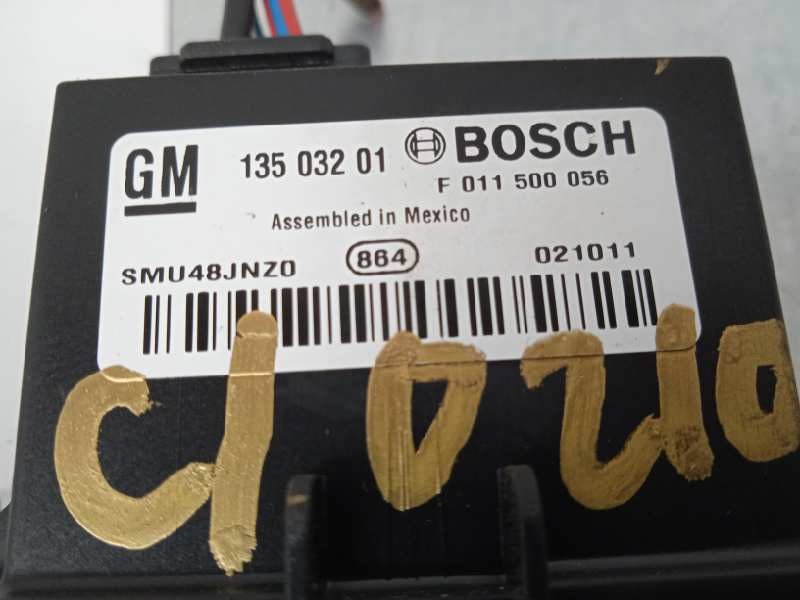 GM 135 032 01 BOSCH
F 011 500 056
Assembled in Mexico
SMU48JNZ0 864 021011
C1 0210